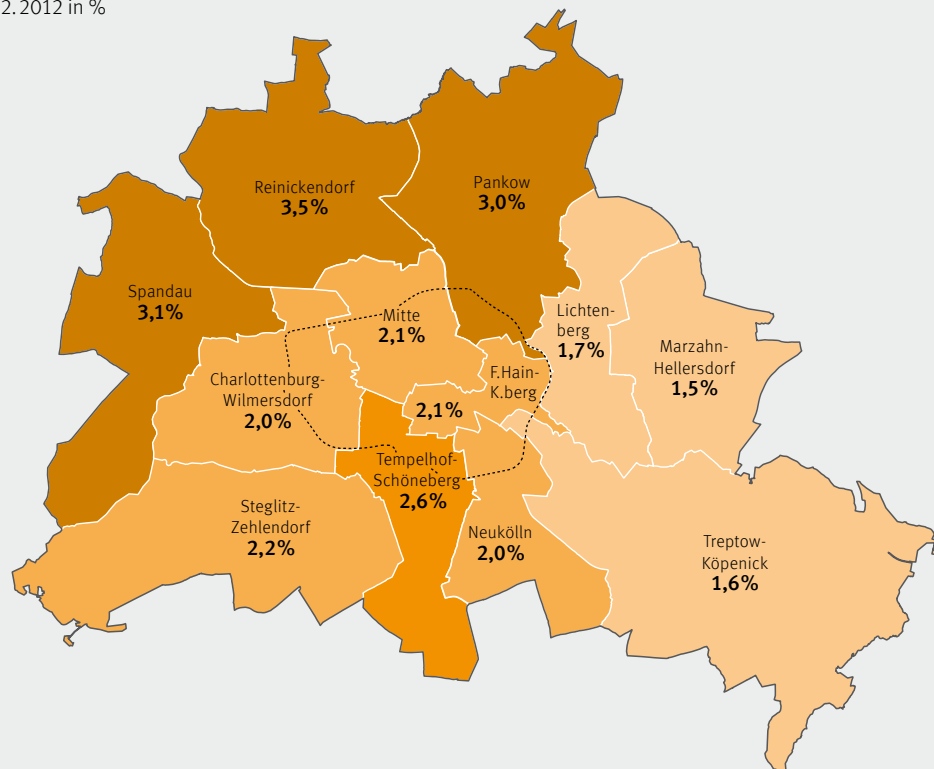 2. 2012 in %
Reinickendorf
3,5%
Pankow
3,0%
Spandau
3,1%
Mitte
2,1%
Lichten-
berg
1,7%
Marzahn-
Hellersdorf
1,5%
Charlottenburg-
Wilmersdorf
2,0%
F.Hain-
K.berg
2,1%
Tempelhof-
Schöneberg
2,6%
Steglitz-
Zehlendorf
2,2%
Neukölln
2,0%
Treptow-
Köpenick
1,6%